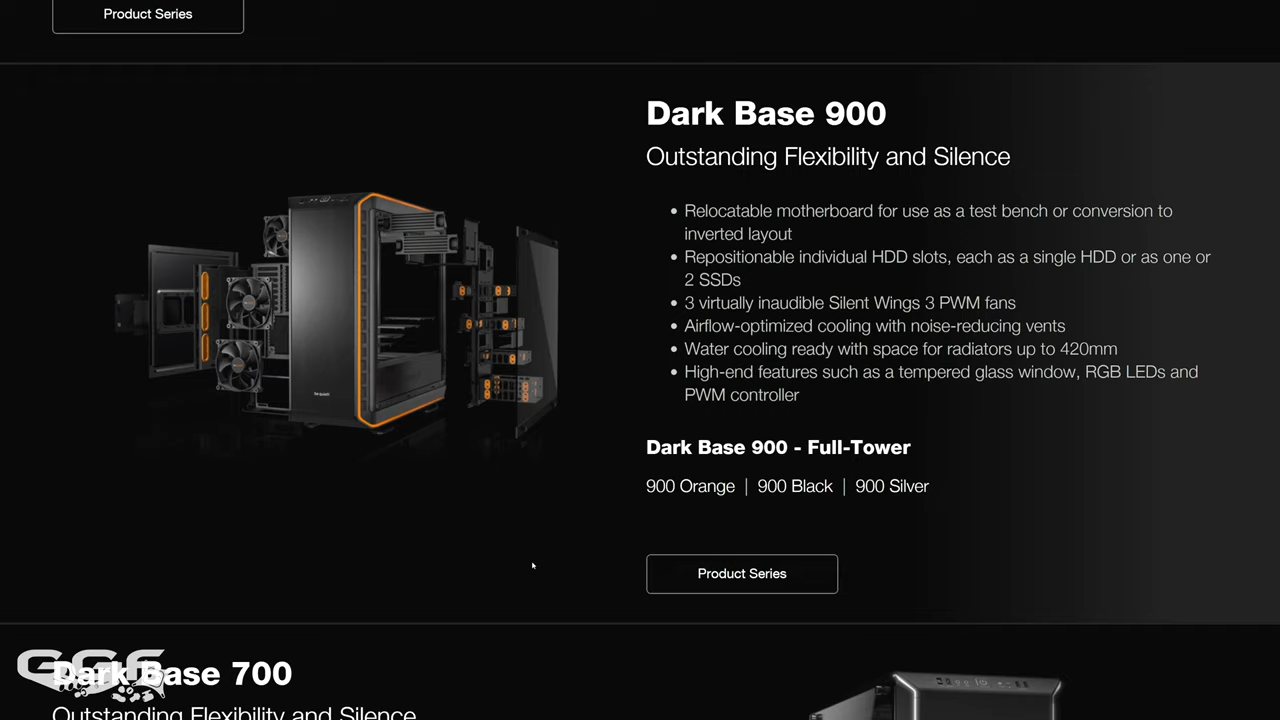 Product Series
Dark Base 900
Outstanding Flexibility and Silence
Relocatable motherboard for use as a test bench or conversion to
inverted layout
Repositionable individual HDD slots, each as a single HDD or as one or
2 SSDs
3 virtually inaudible Silent Wings 3 PWM fans
Airflow-optimized cooling with noise-reducing vents
Water cooling ready with space for radiators up to 420mm
High-end features such as a tempered glass window, RGB LEDs and
PWM controller
Dark Base 900 - Full-Tower
900 Orange | 900 Black | 900 Silver
Product Series
GGF
Dark Base 700
Outstanding Flexibility and Silence